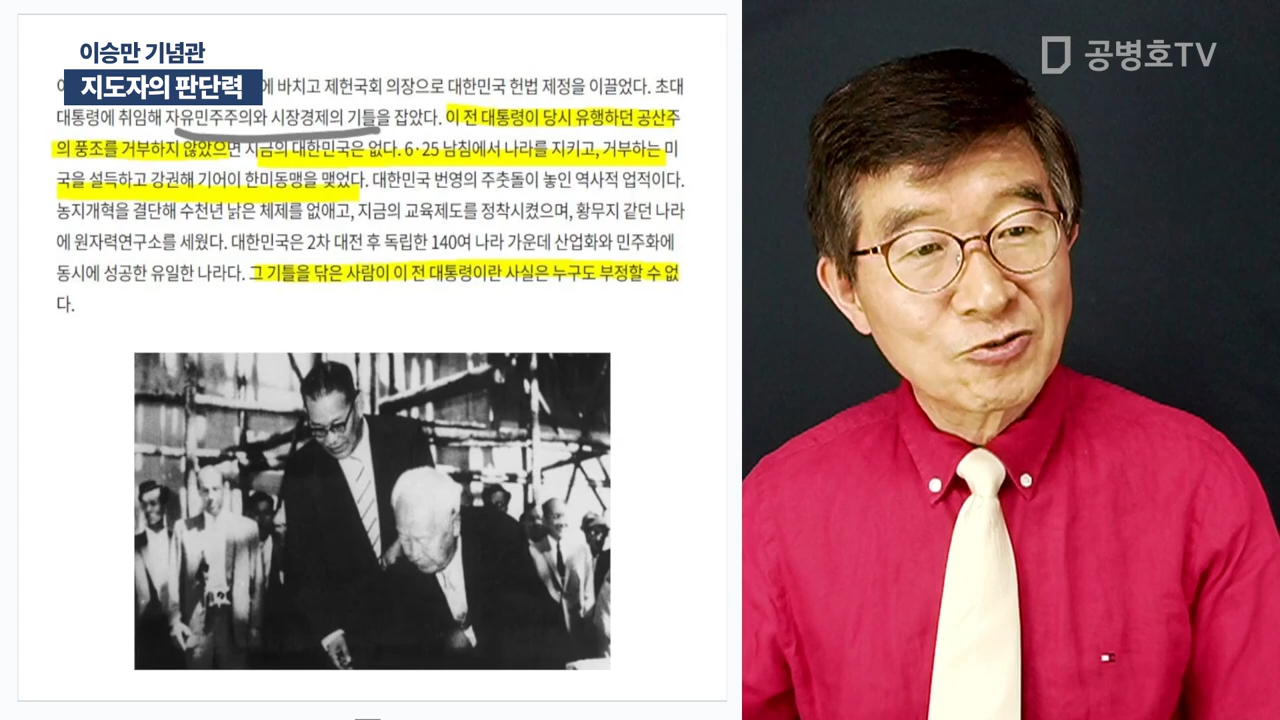 이승만 기념관
지도자의 판단력
공병호TV
에 바치고 제헌국회 의장으로 대한민국 헌법 제정을 이끌었다. 초대
대통령에 취임해 자유민주주의와 시장경제의 기틀을 잡았다. 이 전 대통령이 당시 유행하던 공산주
의 풍조를 거부하지 않았으면 지금의 대한민국은 없다. 6·25 남침에서 나라를 지키고, 거부하는 미
국을 설득하고 강권해 기어이 한미동맹을 맺었다. 대한민국 번영의 주춧돌이 놓인 역사적 업적이다.
농지개혁을 결단해 수천년 낡은 체제를 없애고, 지금의 교육제도를 정착시켰으며, 황무지 같던 나라
에 원자력연구소를 세웠다. 대한민국은 2차 대전 후 독립한 140여 나라 가운데 산업화와 민주화에
동시에 성공한 유일한 나라다. 그 기틀을 닦은 사람이 이 전 대통령이란 사실은 누구도 부정할 수 없
다.